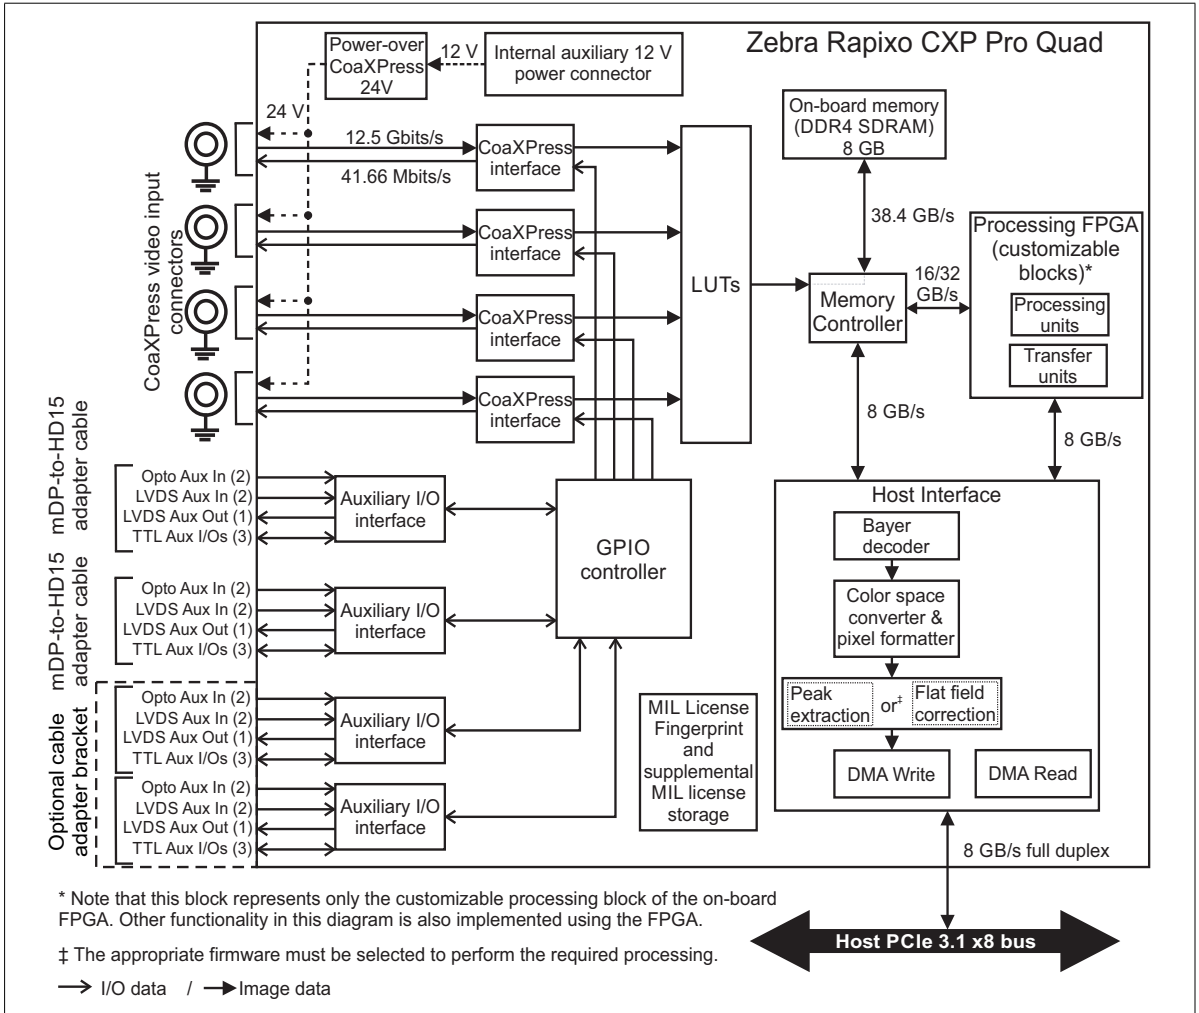 Zebra Rapixo CXP Pro Quad
Power-over
CoaXPress
24V
12 V
Internal auxiliary 12 V
power connector
24 V
12.5 Gbits/s
41.66 Mbits/s
CoaXPress video input
connectors
CoaXPress
interface
CoaXPress
interface
CoaXPress
interface
CoaXPress
interface
LUTs
On-board memory
(DDR4 SDRAM)
8 GB
38.4 GB/s
Memory
Controller
16/32
GB/s
Processing FPGA
(customizable
blocks)*
Processing
units
Transfer
units
8 GB/s
8 GB/s
mDP-to-HD15
adapter cable
Opto Aux In (2)
LVDS Aux In (2)
LVDS Aux Out (1)
TTL Aux I/Os (3)
Auxiliary I/O
interface
mDP-to-HD15
adapter cable
Opto Aux In (2)
LVDS Aux In (2)
LVDS Aux Out (1)
TTL Aux I/Os (3)
Auxiliary I/O
interface
Optional cable
adapter bracket
Opto Aux In (2)
LVDS Aux In (2)
LVDS Aux Out (1)
TTL Aux I/Os (3)
Auxiliary I/O
interface
Opto Aux In (2)
LVDS Aux In (2)
LVDS Aux Out (1)
TTL Aux I/Os (3)
Auxiliary I/O
interface
GPIO
controller
MIL License
Fingerprint
and
supplemental
MIL license
storage
Host Interface
Bayer
decoder
Color space
converter &
pixel formatter
Peak
extraction
or‡
Flat field
correction
DMA Write
DMA Read
8 GB/s full duplex
Host PCIe 3.1 x8 bus
* Note that this block represents only the customizable processing block of the on-board
FPGA. Other functionality in this diagram is also implemented using the FPGA.
‡ The appropriate firmware must be selected to perform the required processing.
I/O data / Image data